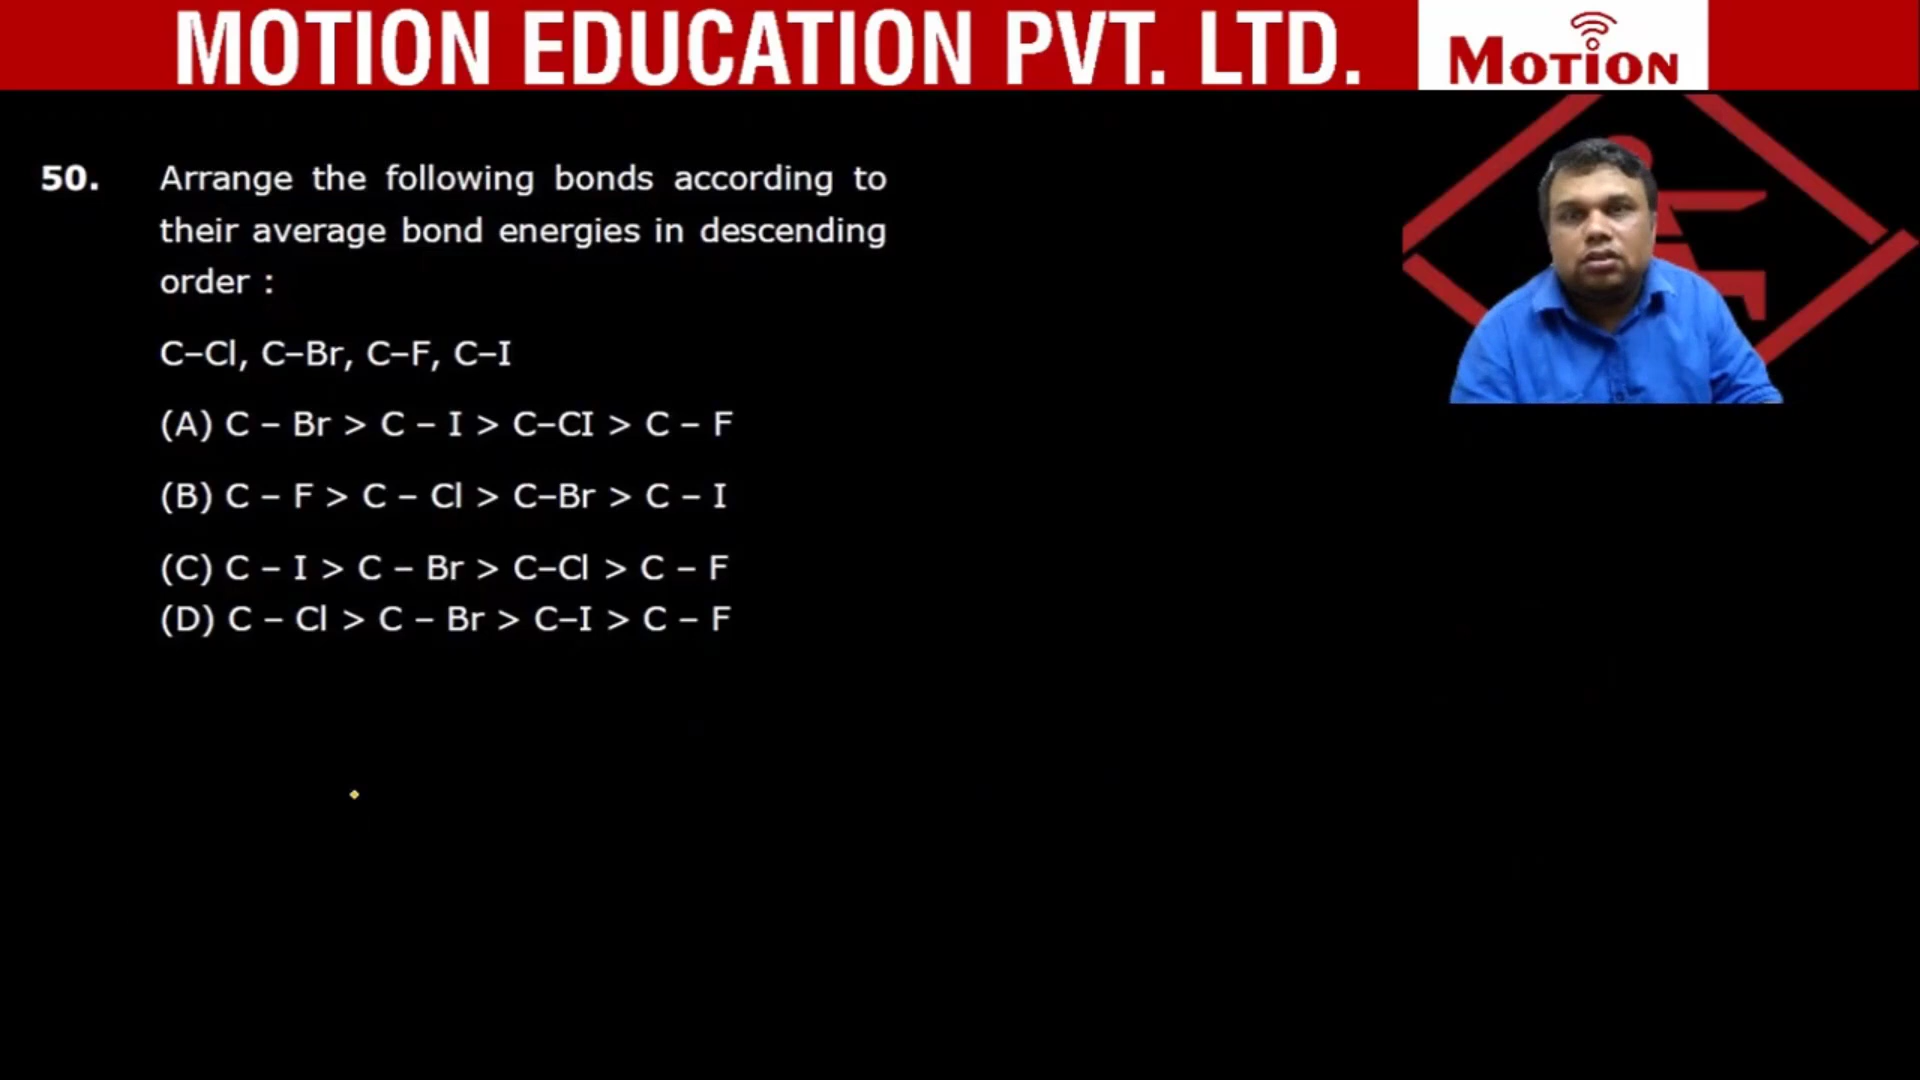 MOTION EDUCATION PVT. LTD.
MOTION
50. Arrange the following bonds according to
their average bond energies in descending
order :
C–Cl, C–Br, C–F, C–I
(A) C – Br > C – I > C–CI > C – F
(B) C – F > C – Cl > C–Br > C – I
(C) C – I > C – Br > C–Cl > C – F
(D) C – Cl > C – Br > C–I > C – F